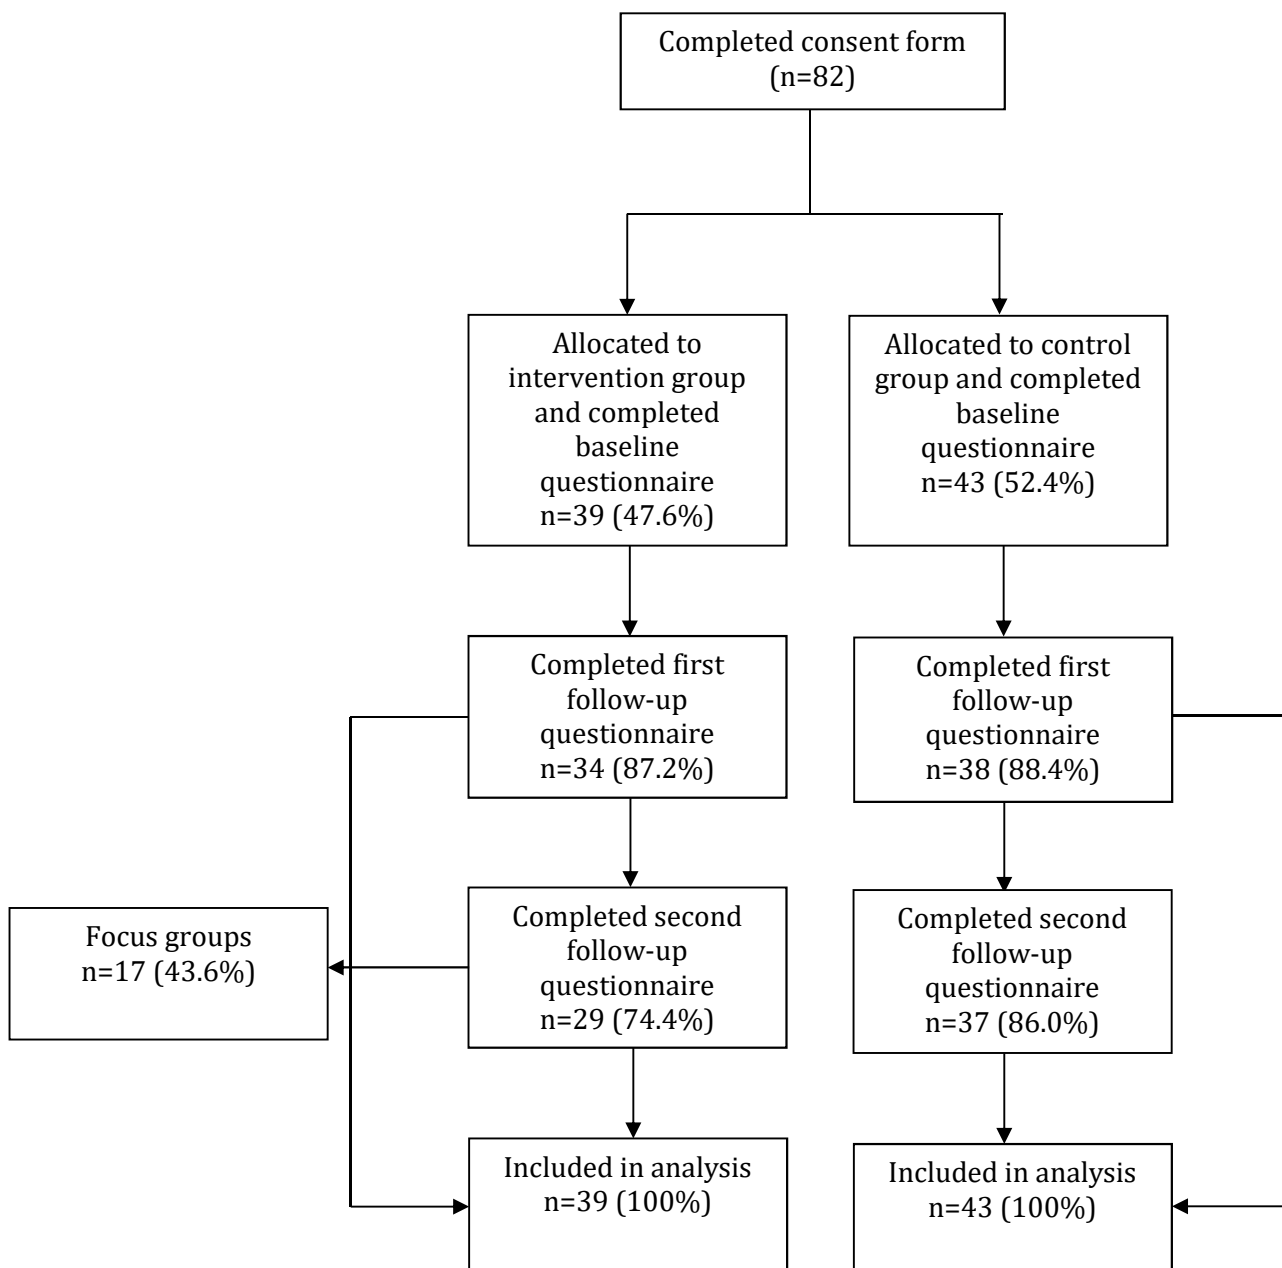 Completed consent form
(n=82)
Allocated to
intervention group
and completed
baseline
questionnaire
n=39 (47.6%)
Allocated to control
group and completed
baseline
questionnaire
n=43 (52.4%)
Completed first
follow-up
questionnaire
n=34 (87.2%)
Completed first
follow-up
questionnaire
n=38 (88.4%)
Focus groups
n=17 (43.6%)
Completed second
follow-up
questionnaire
n=29 (74.4%)
Completed second
follow-up
questionnaire
n=37 (86.0%)
Included in analysis
n=39 (100%)
Included in analysis
n=43 (100%)